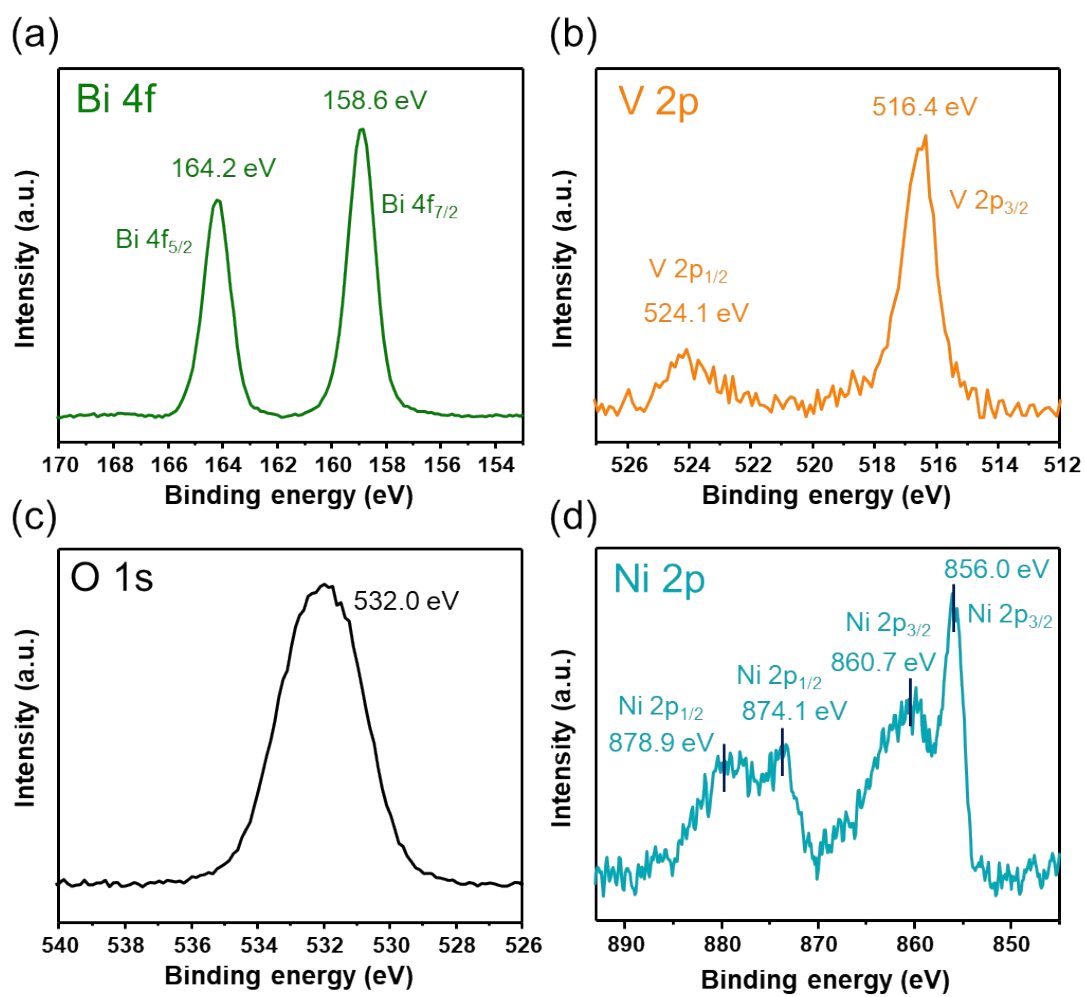 (a)
Bi 4f
158.6 eV
164.2 eV
Bi 4f7/2
Bi 4f5/2
Intensity (a.u.)
170 168 166 164 162 160 158 156 154
Binding energy (eV)
(b)
V 2p
516.4 eV
V 2p3/2
V 2p1/2
524.1 eV
Intensity (a.u.)
526 524 522 520 518 516 514 512
Binding energy (eV)
(c)
O 1s
532.0 eV
Intensity (a.u.)
540 538 536 534 532 530 528 526
Binding energy (eV)
(d)
Ni 2p
856.0 eV
Ni 2p3/2
Ni 2p3/2
860.7 eV
Ni 2p1/2
874.1 eV
Ni 2p1/2
878.9 eV
Intensity (a.u.)
890 880 870 860 850
Binding energy (eV)